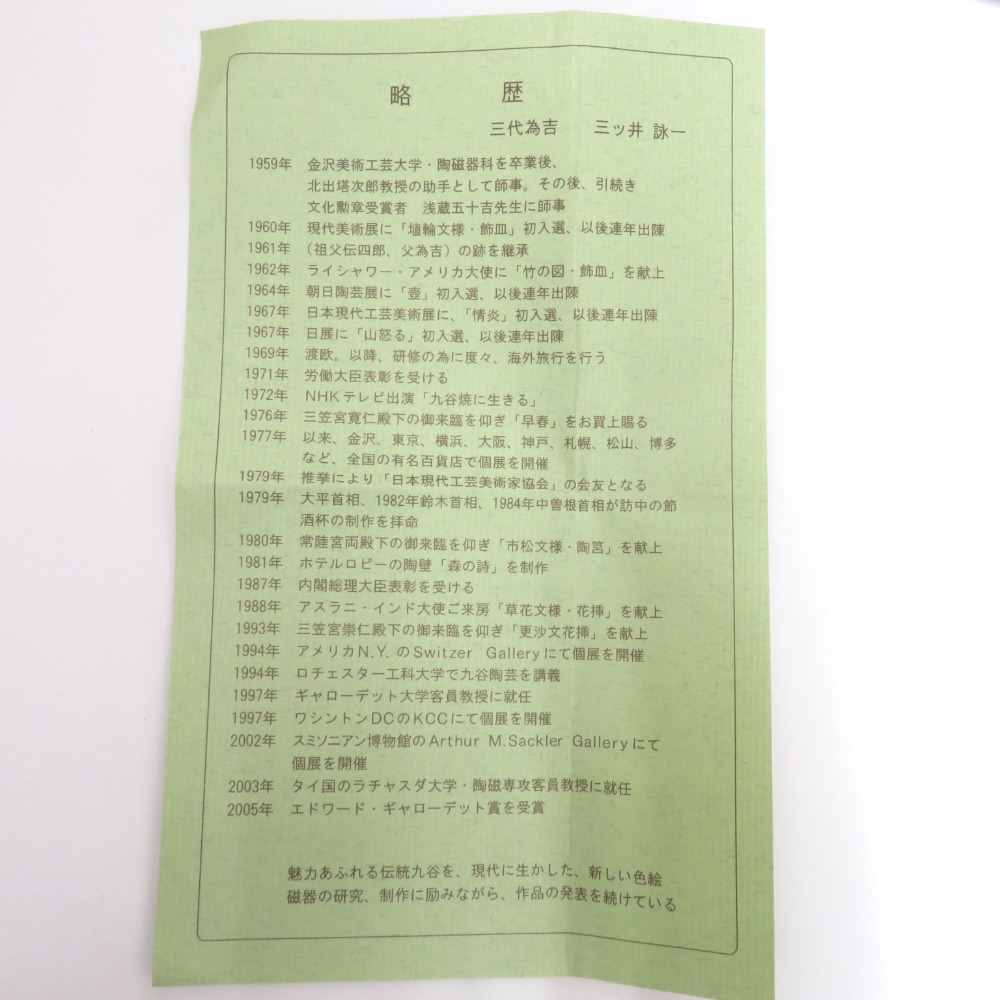 略　歴
三代為吉　三ッ井 詠一
1959年 金沢美術工芸大学・陶磁器科を卒業後、
北出塔次郎教授の助手として師事。その後、引続き
文化勲章受賞者　浅蔵五十吉先生に師事
1960年 現代美術展に「埴輪文様・飾皿」初入選、以後連年出陳
1961年 （祖父伝四郎、父為吉）の跡を継承
1962年 ライシャワー・アメリカ大使に「竹の図・飾皿」を献上
1964年 朝日陶芸展に「壺」初入選、以後連年出陳
1967年 日本現代工芸美術展に、「情炎」初入選、以後連年出陳
1967年 日展に「山怒る」初入選、以後連年出陳
1969年 渡欧。以降、研修の為に度々、海外旅行を行う
1971年 労働大臣表彰を受ける
1972年 NHKテレビ出演「九谷焼に生きる」
1976年 三笠宮寛仁殿下の御来臨を仰ぎ「早春」をお買上賜る
1977年 以来、金沢、東京、横浜、大阪、神戸、札幌、松山、博多
など、全国の有名百貨店で個展を開催
1979年 推挙により「日本現代工芸美術家協会」の会友となる
1979年 大平首相、1982年鈴木首相、1984年中曽根首相が訪中の節
酒杯の制作を拝命
1980年 常陸宮両殿下の御来臨を仰ぎ「市松文様・陶筥」を献上
1981年 ホテルロビーの陶壁「森の詩」を制作
1987年 内閣総理大臣表彰を受ける
1988年 アスラニ・インド大使ご来房「草花文様・花挿」を献上
1993年 三笠宮崇仁殿下の御来臨を仰ぎ「更沙文花挿」を献上
1994年 アメリカN.Y.のSwitzer Galleryにて個展を開催
1994年 ロチェスター工科大学で九谷陶芸を講義
1997年 ギャローデット大学客員教授に就任
1997年 ワシントンDCのKCCにて個展を開催
2002年 スミソニアン博物館のArthur M.Sackler Galleryにて
個展を開催
2003年 タイ国のラチャスダ大学・陶磁専攻客員教授に就任
2005年 エドワード・ギャローデット賞を受賞
魅力あふれる伝統九谷を、現代に生かした、新しい色絵
磁器の研究、制作に励みながら、作品の発表を続けている